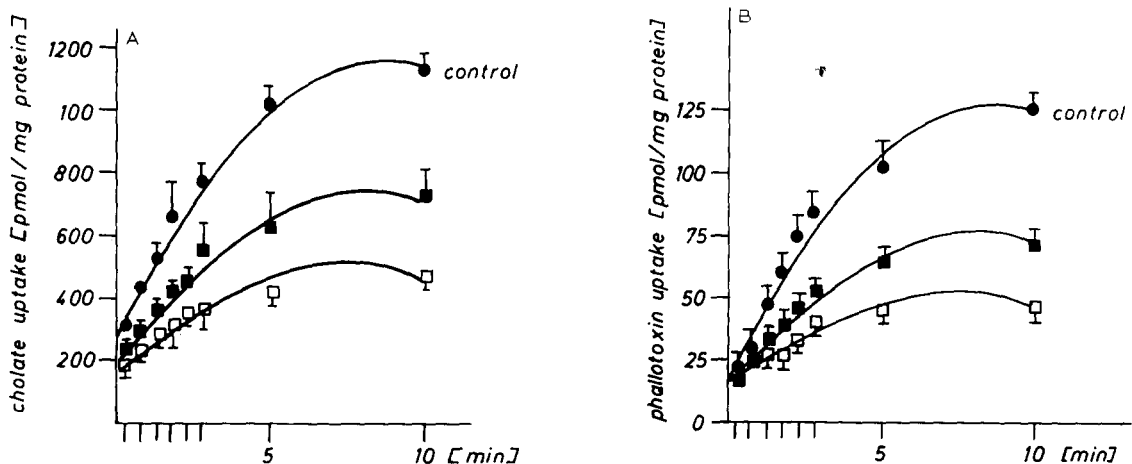 A
cholate uptake [pmol/mg protein]
1200
100
800
600
400
200
control
5
10 [min]
B
phallotoxin uptake [pmol/mg protein]
125
100
75
50
25
0
control
5
10 [min]